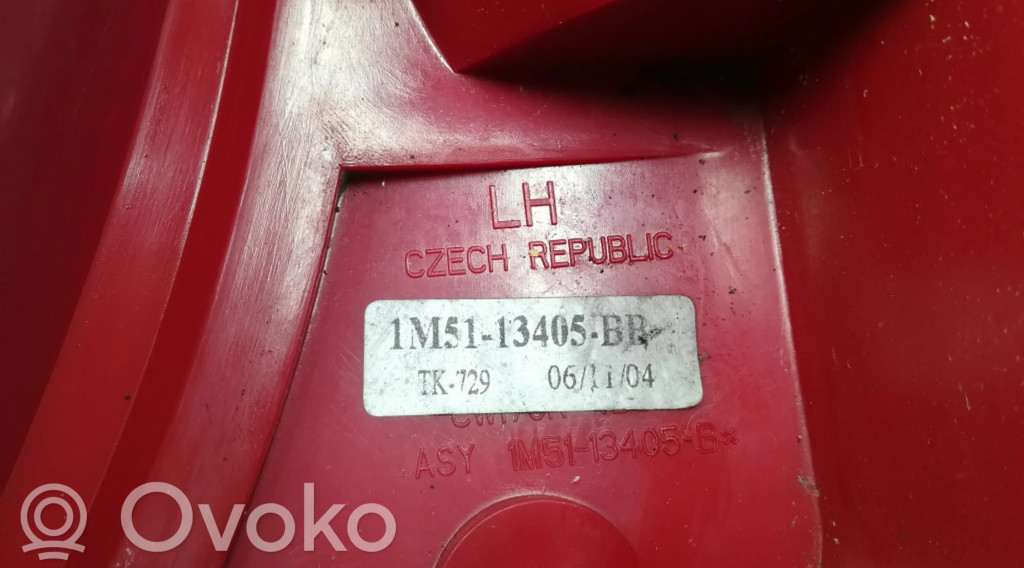 LH
CZECH REPUBLIC
1M51-13405-BB
TK-729 06/11/04
ASY 1M51-13405-B*
Ovoko